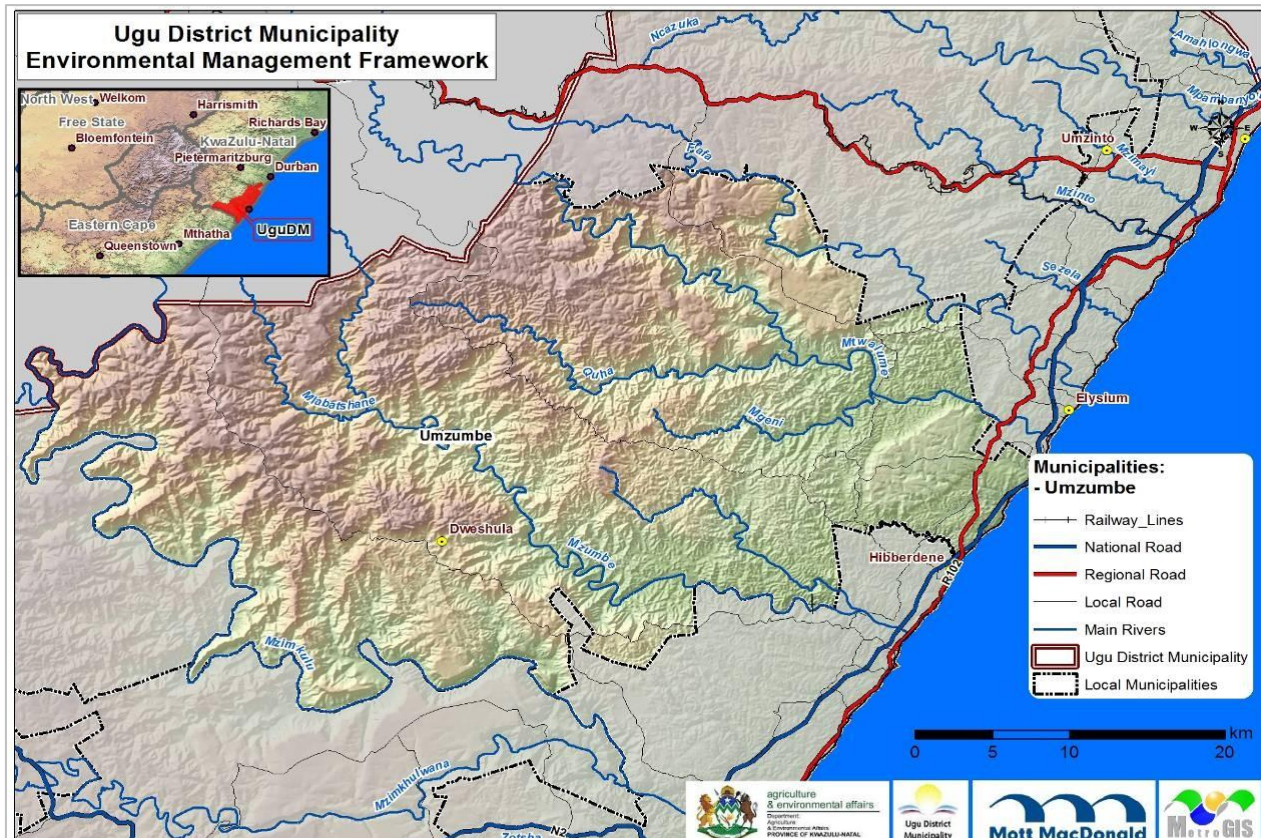 Ugu District Municipality
Environmental Management Framework
North West
Welkom
Harrismith
Free State
Richards Bay
Bloemfontein
KwaZulu-Natal
Pietermaritzburg
Durban
Eastern Cape
UguDM
Mthatha
Queenstown
Ncazuka
Amahlongwa
Mpambanyo
W
E
S
Umzinto
Mzimayi
Fafa
Mzinto
Sezela
Mtwalume
Quha
Mlabatshane
Mgeni
Elysium
Umzumbe
Dweshula
Mzumbe
Hibberdene
R102
Mzimkulu
Mzimkhulwana
N2
Municipalities:
- Umzumbe
Railway_Lines
National Road
Regional Road
Local Road
Main Rivers
Ugu District Municipality
Local Municipalities
km
0 5 10 20
agriculture
& environmental affairs
Department:
Agriculture
& Environmental Affairs
PROVINCE OF KWAZULU-NATAL
Ugu District
Municipality
Mott MacDonald
Metro GIS